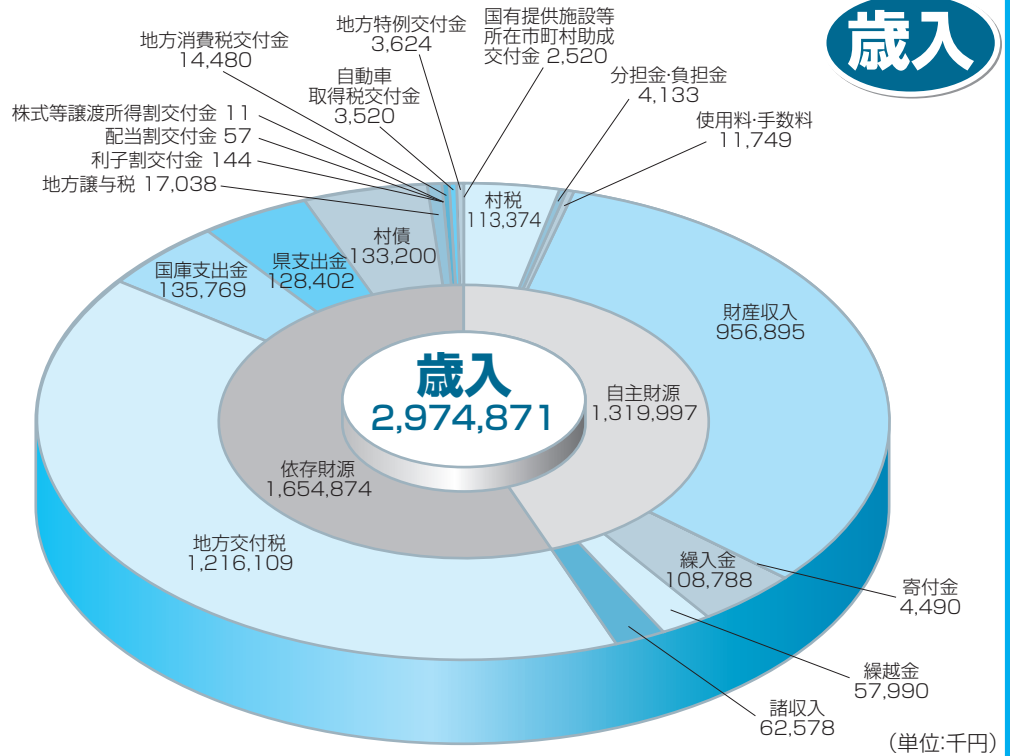 歳入
国有提供施設等
所在市町村助成
交付金 2,520
地方特例交付金
3,624
地方消費税交付金
14,480
自動車
取得税交付金
3,520
株式等譲渡所得割交付金 11
配当割交付金 57
利子割交付金 144
地方譲与税 17,038
分担金・負担金
4,133
使用料・手数料
11,749
村税
113,374
村債
133,200
県支出金
128,402
国庫支出金
135,769
財産収入
956,895
歳入
2,974,871
自主財源
1,319,997
依存財源
1,654,874
地方交付税
1,216,109
繰入金
108,788
寄付金
4,490
繰越金
57,990
諸収入
62,578
(単位:千円)